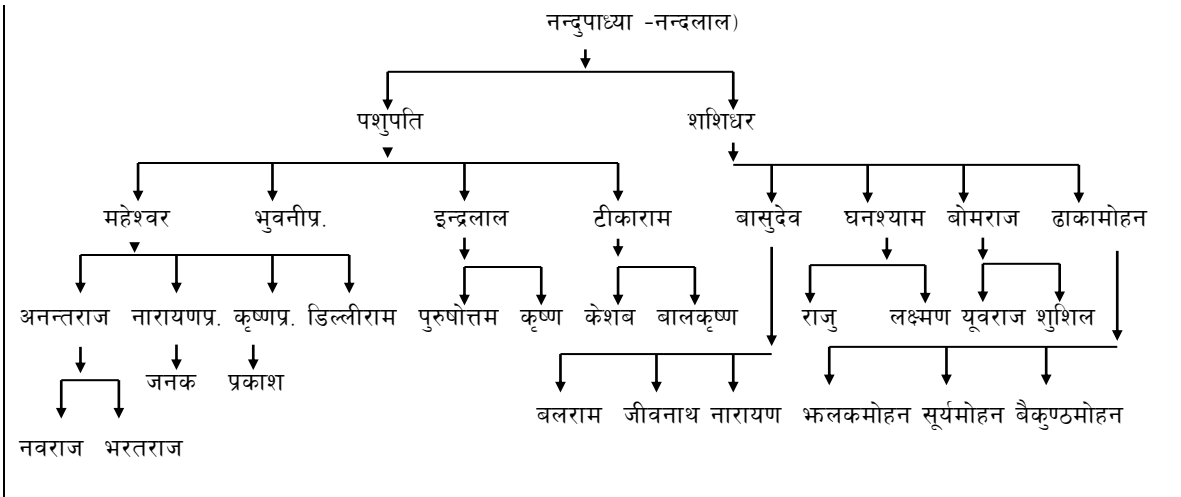 नन्दुपाध्या -नन्दलाल)
पशुपति शशिधर
महेश्वर भुवनीप्र. इन्द्रलाल टीकाराम बासुदेव घनश्याम बोमराज ढाकामोहन
अनन्तराज नारायणप्र. कृष्णप्र. डिल्लीराम पुरुषोत्तम कृष्ण केशब बालकृष्ण राजु लक्ष्मण यूवराज शुशिल
जनक प्रकाश
बलराम जीवनाथ नारायण झलकमोहन सूर्यमोहन बैकुण्ठमोहन
नवराज भरतराज